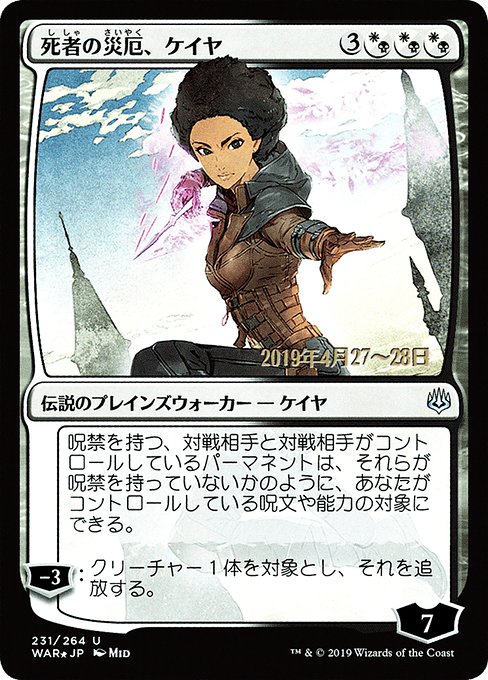 死者の災厄、ケイヤ 3
ししゃ さいやく
2019年4月27~28日
伝説のプレインズウォーカー ― ケイヤ
呪禁を持つ、対戦相手と対戦相手がコント
ロールしているパーマネントは、それらが
呪禁を持っていないかのように、あなたが
コントロールしている呪文や能力の対象に
できる。
-3 :クリーチャー1体を対象とし、それを追
放する。
7
231/264 U
WAR★JP MID
™ & © 2019 Wizards of the Coast